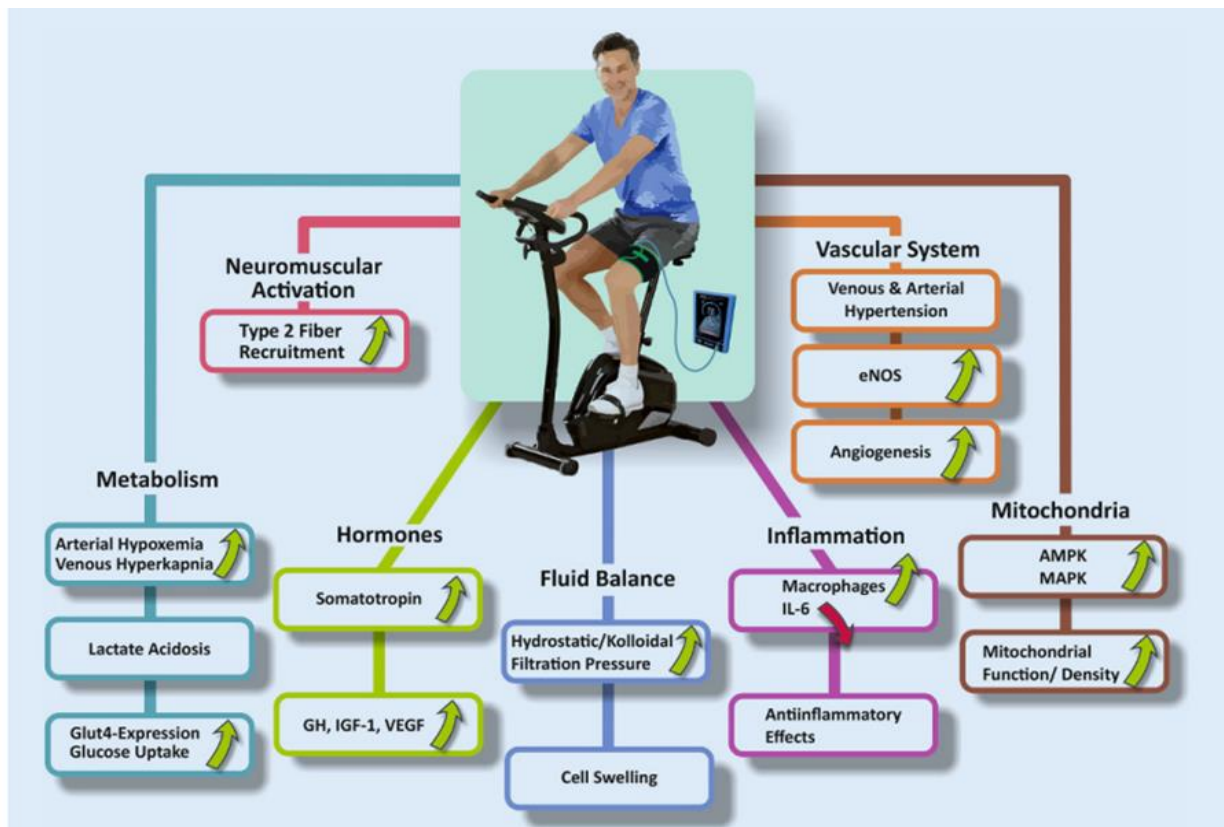 Neuromuscular
Activation
Type 2 Fiber
Recruitment
Vascular System
Venous & Arterial
Hypertension
eNOS
Angiogenesis
Metabolism
Arterial Hypoxemia
Venous Hyperkapnia
Lactate Acidosis
Glut4-Expression
Glucose Uptake
Hormones
Somatotropin
GH, IGF-1, VEGF
Fluid Balance
Hydrostatic/Kolloidal
Filtration Pressure
Cell Swelling
Inflammation
Macrophages
IL-6
Antiinflammatory
Effects
Mitochondria
AMPK
MAPK
Mitochondrial
Function/ Density